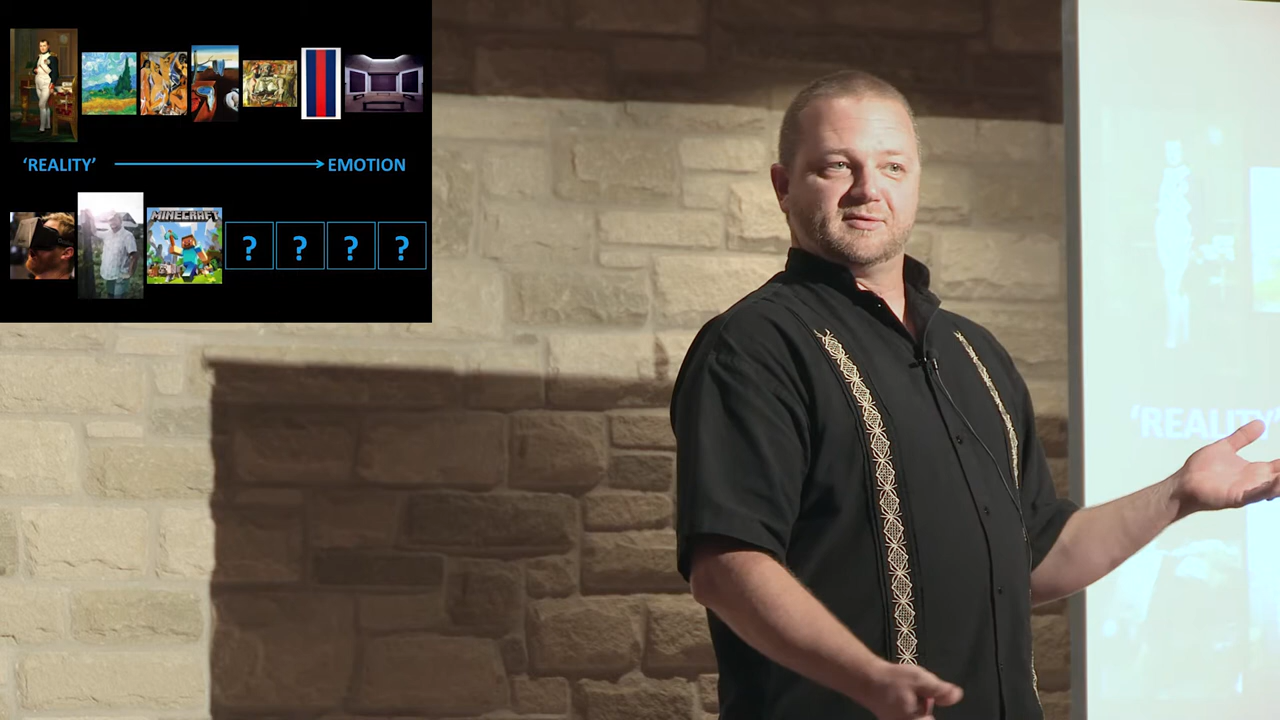 ‘REALITY’
EMOTION
MINECRAFT
? ? ? ?
‘REALITY’